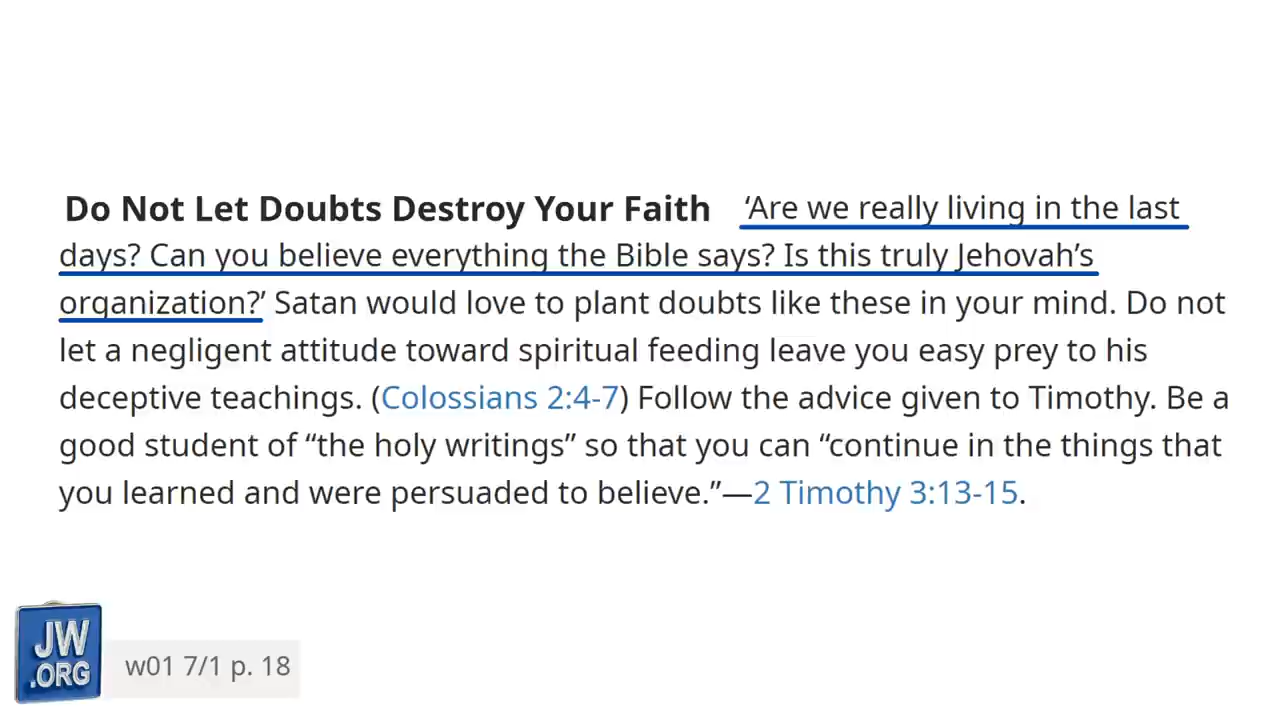 Do Not Let Doubts Destroy Your Faith ‘Are we really living in the last
days? Can you believe everything the Bible says? Is this truly Jehovah’s
organization?’ Satan would love to plant doubts like these in your mind. Do not
let a negligent attitude toward spiritual feeding leave you easy prey to his
deceptive teachings. (Colossians 2:4-7) Follow the advice given to Timothy. Be a
good student of “the holy writings” so that you can “continue in the things that
you learned and were persuaded to believe.”—2 Timothy 3:13-15.
JW
.ORG
w01 7/1 p. 18